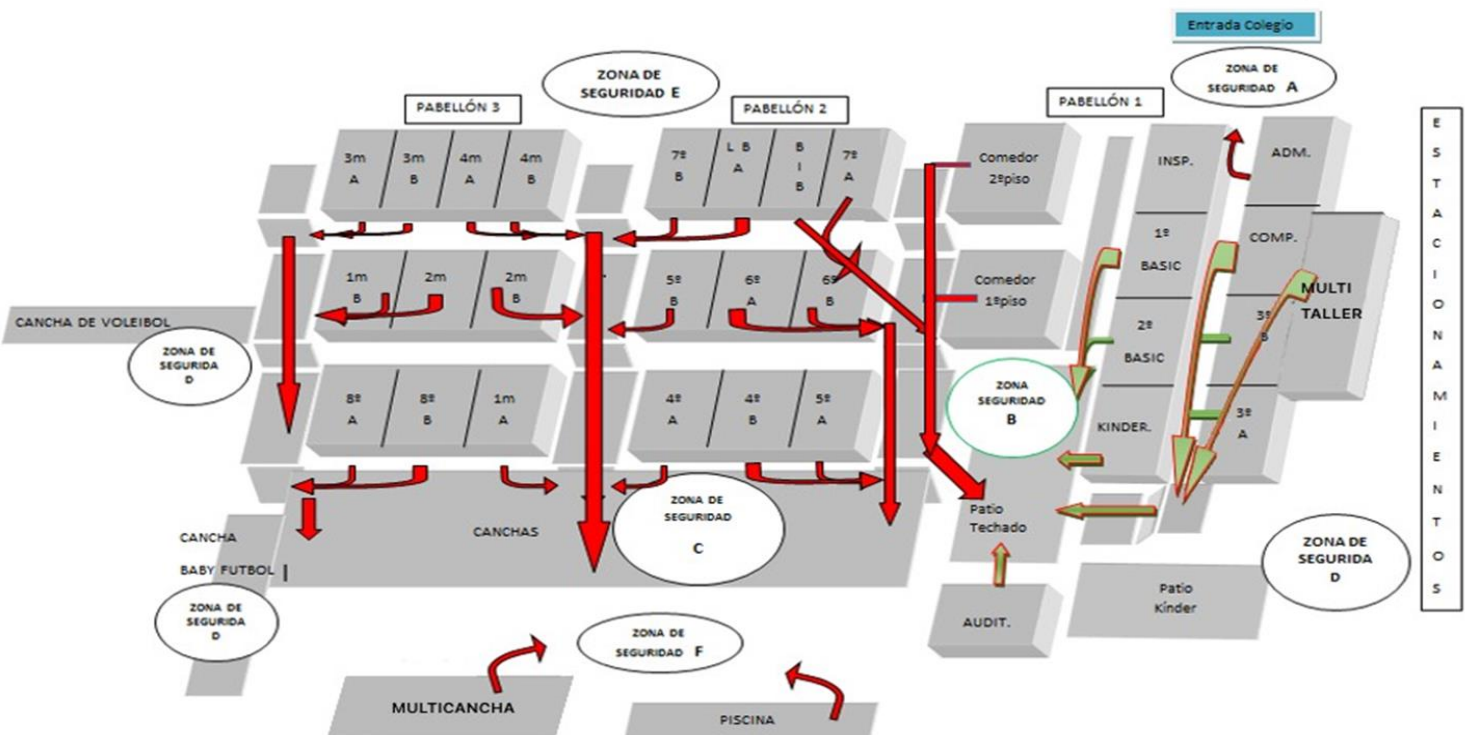 Entrada Colegio
ZONA DE
SEGURIDAD A
ZONA DE
SEGURIDAD E
PABELLÓN 3
PABELLÓN 2
PABELLÓN 1
3m
A
3m
B
4m
A
4m
B
7º
B
L B
A
B
I
B
7º
A
Comedor
2ºpiso
INSP.
ADM.
1m
B
2m
2m
B
5º
B
6º
A
6º
B
Comedor
1ºpiso
1º
BASIC
COMP.
MULTI
TALLER
CANCHA DE VOLEIBOL
ZONA DE
SEGURIDA
D
2º
BASIC
3º
B
8º
A
8º
B
1m
A
4º
A
4º
B
5º
A
ZONA
SEGURIDAD
B
KINDER.
3º
A
CANCHAS
ZONA DE
SEGURIDAD
C
Patio
Techado
CANCHA
BABY FUTBOL
ZONA DE
SEGURIDA
D
ZONA DE
SEGURIDA
D
Patio
Kínder
AUDIT.
ZONA DE
SEGURIDAD F
MULTICANCHA
PISCINA
E
S
T
A
C
I
O
N
A
M
I
E
N
T
O
S